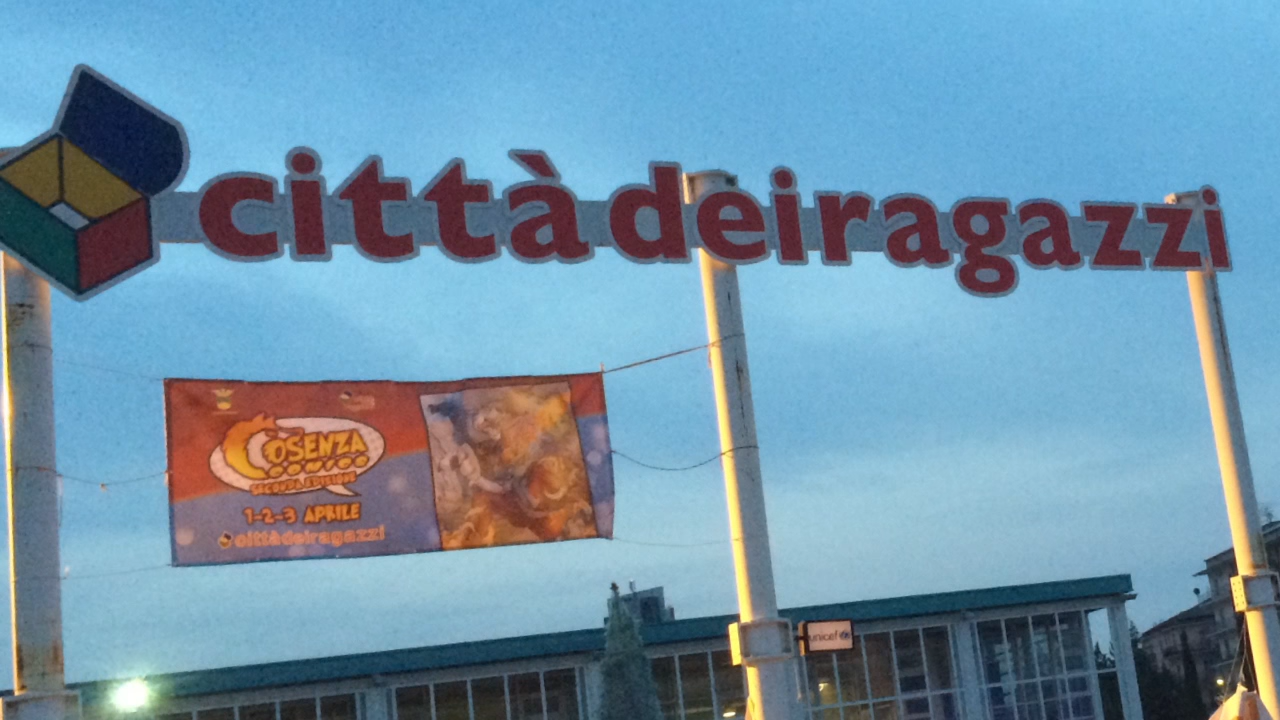 cittàdeiragazzi
COSENZA
COMICS
SECONDA EDIZIONE
1-2-3 APRILE
cittàdeiragazzi
unicef